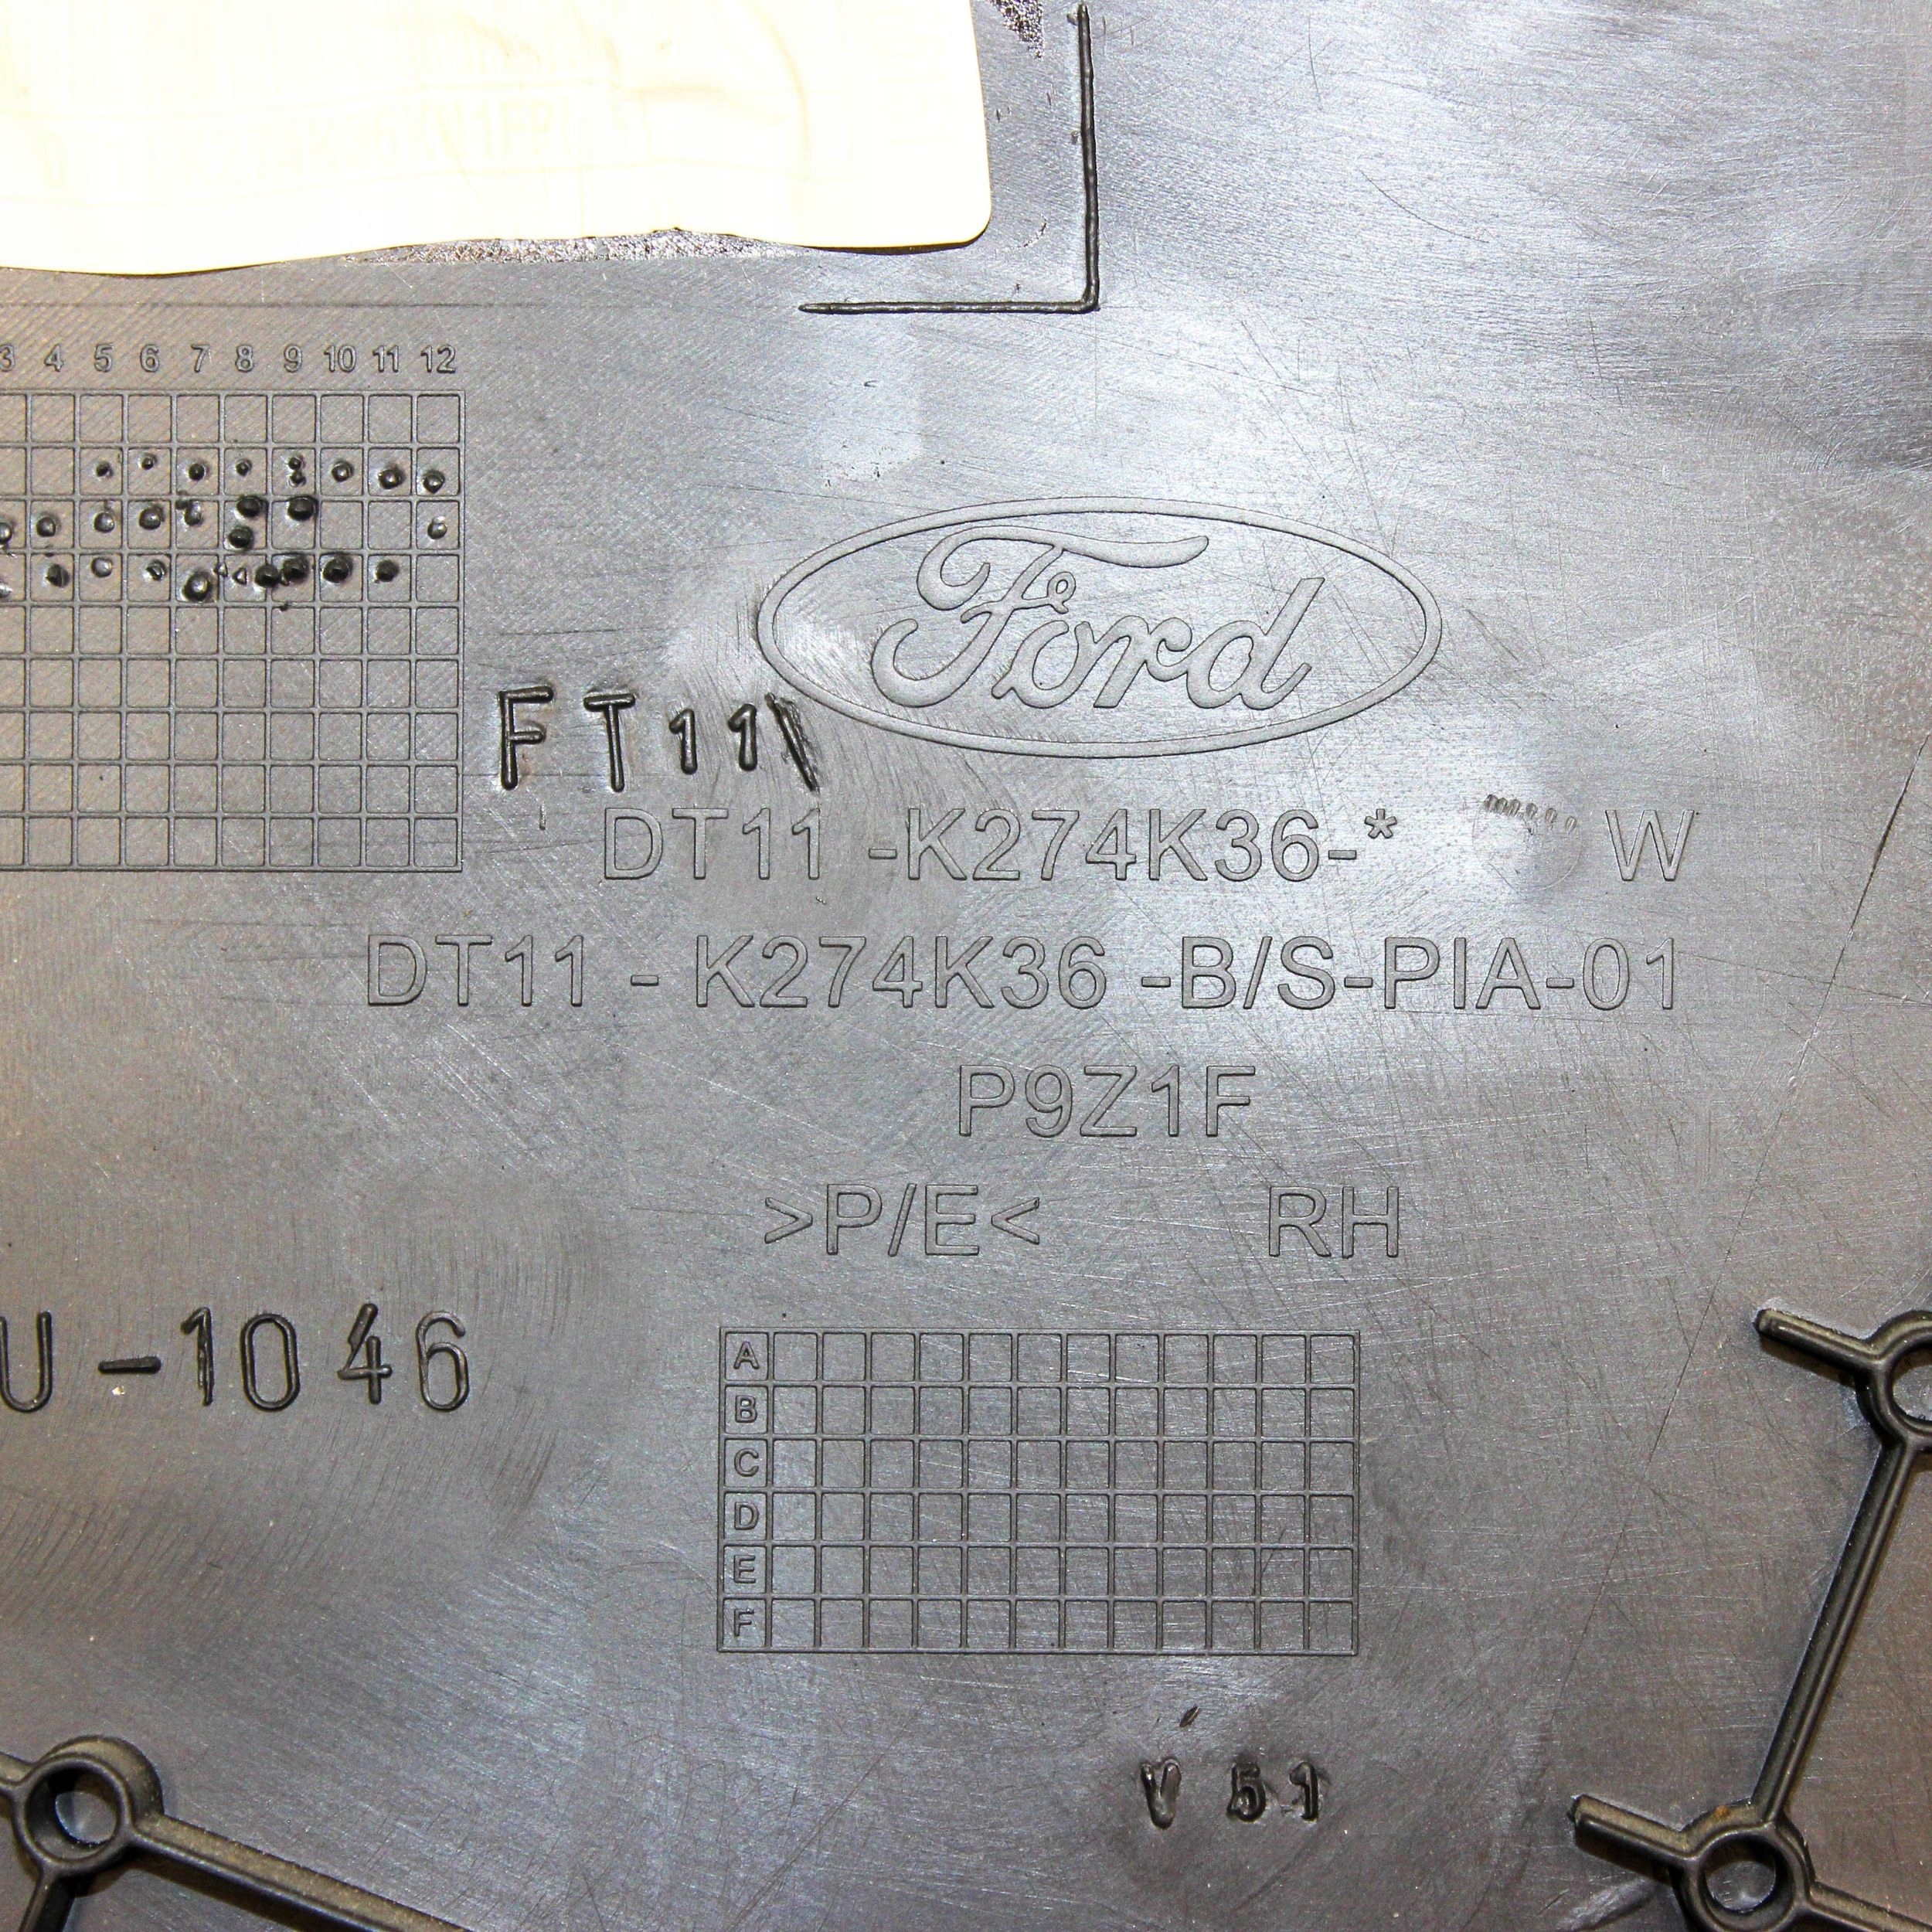 3 4 5 6 7 8 9 10 11 12
Ford
FT11
DT11 -K274K36-* W
DT11 - K274K36 -B/S-PIA-01
P9Z1F
>P/E< RH
U-1046
A
B
C
D
E
F
V 51